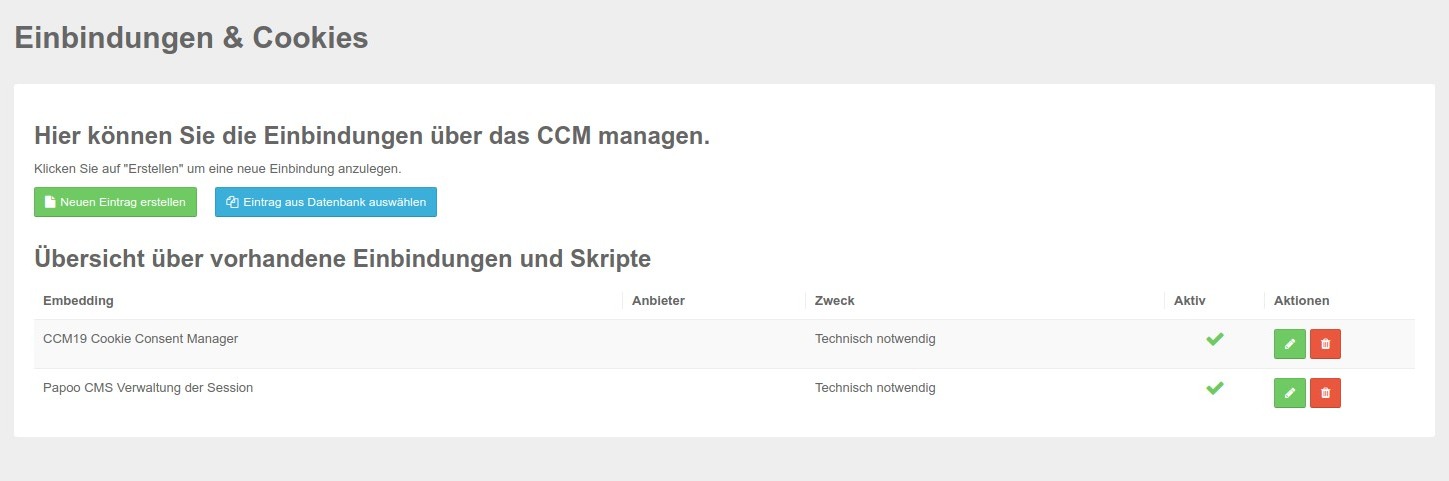 Einbindungen & Cookies
Hier können Sie die Einbindungen über das CCM managen.
Klicken Sie auf "Erstellen" um eine neue Einbindung anzulegen.
Neuen Eintrag erstellen Eintrag aus Datenbank auswählen
Übersicht über vorhandene Einbindungen und Skripte
Embedding Anbieter Zweck Aktiv Aktionen
CCM19 Cookie Consent Manager Technisch notwendig
Papoo CMS Verwaltung der Session Technisch notwendig